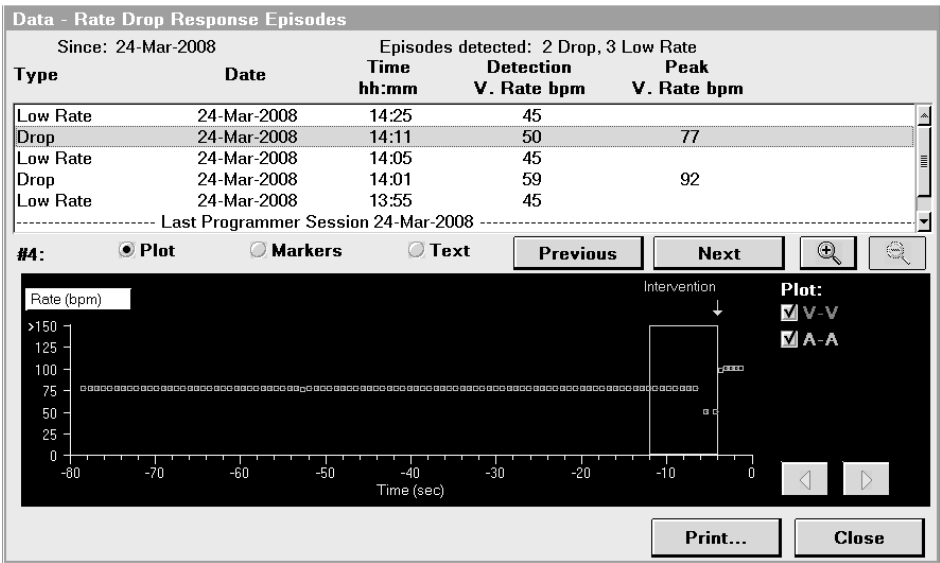 Data - Rate Drop Response Episodes
Since: 24-Mar-2008 Episodes detected: 2 Drop, 3 Low Rate
Type Date Time hh:mm Detection V. Rate bpm Peak V. Rate bpm
Low Rate 24-Mar-2008 14:25 45
Drop 24-Mar-2008 14:11 50 77
Low Rate 24-Mar-2008 14:05 45
Drop 24-Mar-2008 14:01 59 92
Low Rate 24-Mar-2008 13:55 45
------------------ Last Programmer Session 24-Mar-2008 ------------------
#4: Plot Markers Text Previous Next
Intervention
Rate (bpm)
>150
125
100
75
50
25
0
-80 -70 -60 -50 -40 -30 -20 -10 0
Time (sec)
Plot:
V-V
A-A
Print... Close